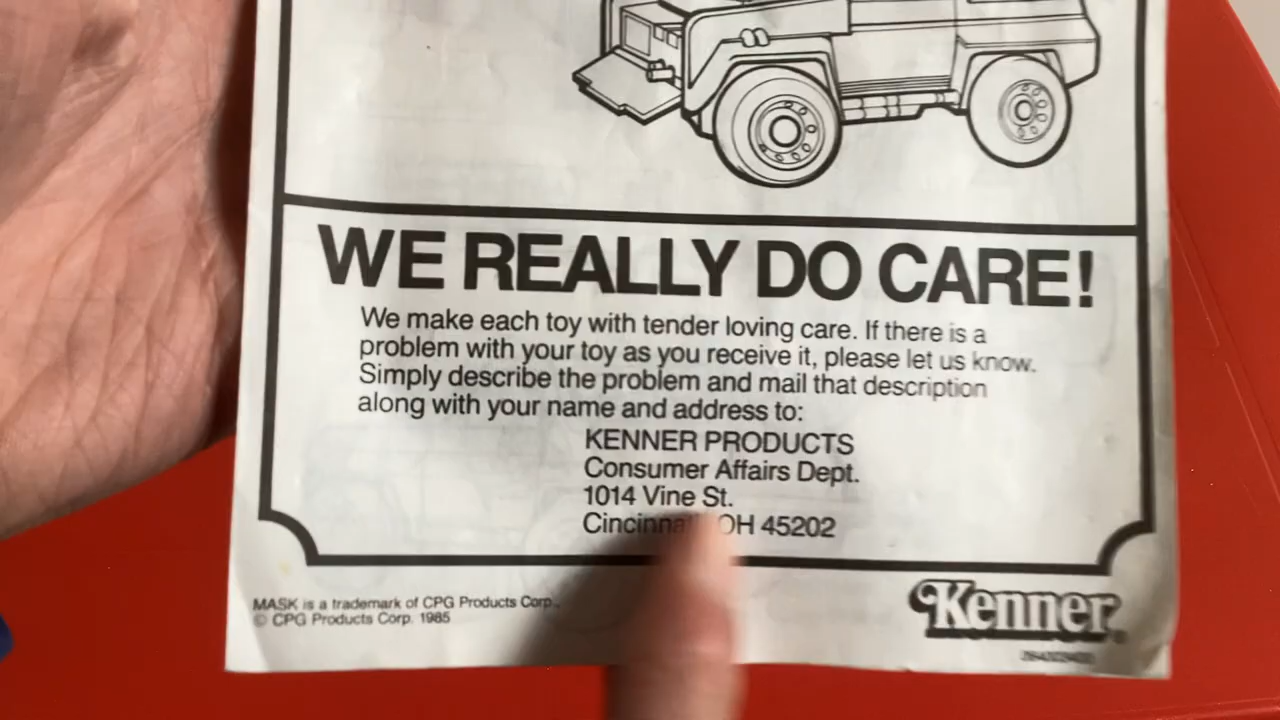 WE REALLY DO CARE!
We make each toy with tender loving care. If there is a
problem with your toy as you receive it, please let us know.
Simply describe the problem and mail that description
along with your name and address to:
KENNER PRODUCTS
Consumer Affairs Dept.
1014 Vine St.
OH 45202
MASK is a trademark of CPG Products Corp.
© CPG Products Corp. 1985
Kenner